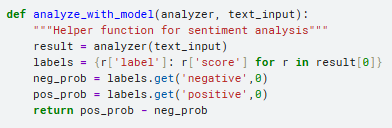 def analyze_with_model(analyzer, text_input):
    """Helper function for sentiment analysis"""
    result = analyzer(text_input)
    labels = {r['label']: r['score'] for r in result[0]}
    neg_prob = labels.get('negative',0)
    pos_prob = labels.get('positive',0)
    return pos_prob - neg_prob